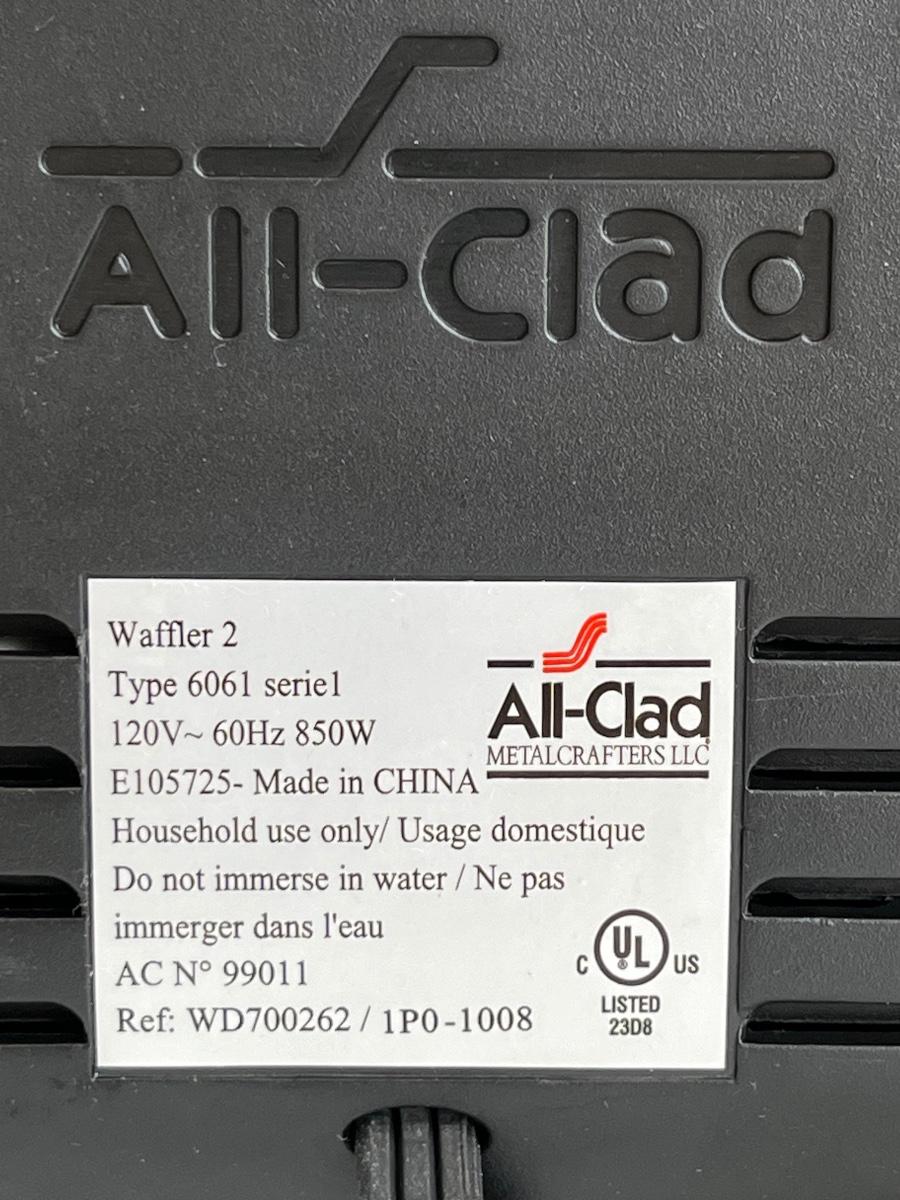 All-Clad
Waffler 2
Type 6061 serie1
120V~ 60Hz 850W
E105725- Made in CHINA
Household use only/ Usage domestique
Do not immerse in water / Ne pas
immerger dans l'eau
AC N° 99011
Ref: WD700262 / 1P0-1008
All-Clad
METALCRAFTERS LLC
C UL® US
LISTED
23D8